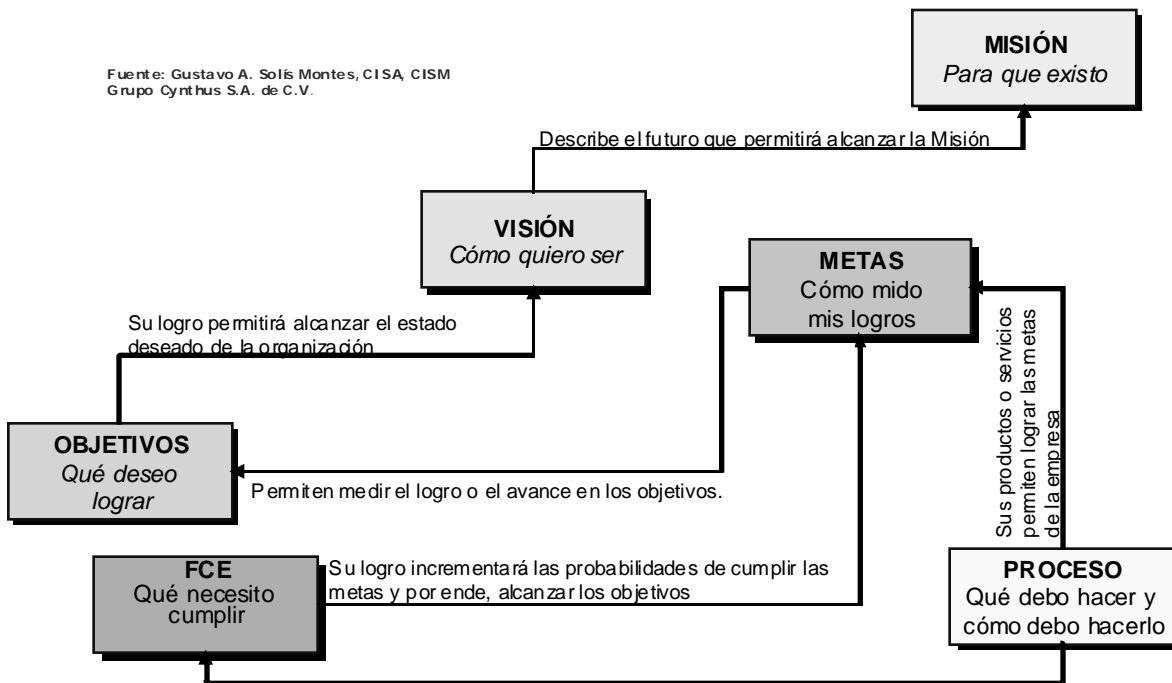 MISIÓN
Para que existo
Fuente: Gustavo A. Solís Montes, CISA, CISM
Grupo Cynthus S.A. de C.V.
Describe el futuro que permitirá alcanzar la Misión
VISIÓN
Cómo quiero ser
METAS
Cómo mido
mis logros
Su logro permitirá alcanzar el estado
deseado de la organización
Sus productos o servicios
permiten lograr las metas
de la empresa
OBJETIVOS
Qué deseo
lograr
Permiten medir el logro o el avance en los objetivos.
FCE
Qué necesito
cumplir
Su logro incrementará las probabilidades de cumplir las
metas y por ende, alcanzar los objetivos
PROCESO
Qué debo hacer y
cómo debo hacerlo